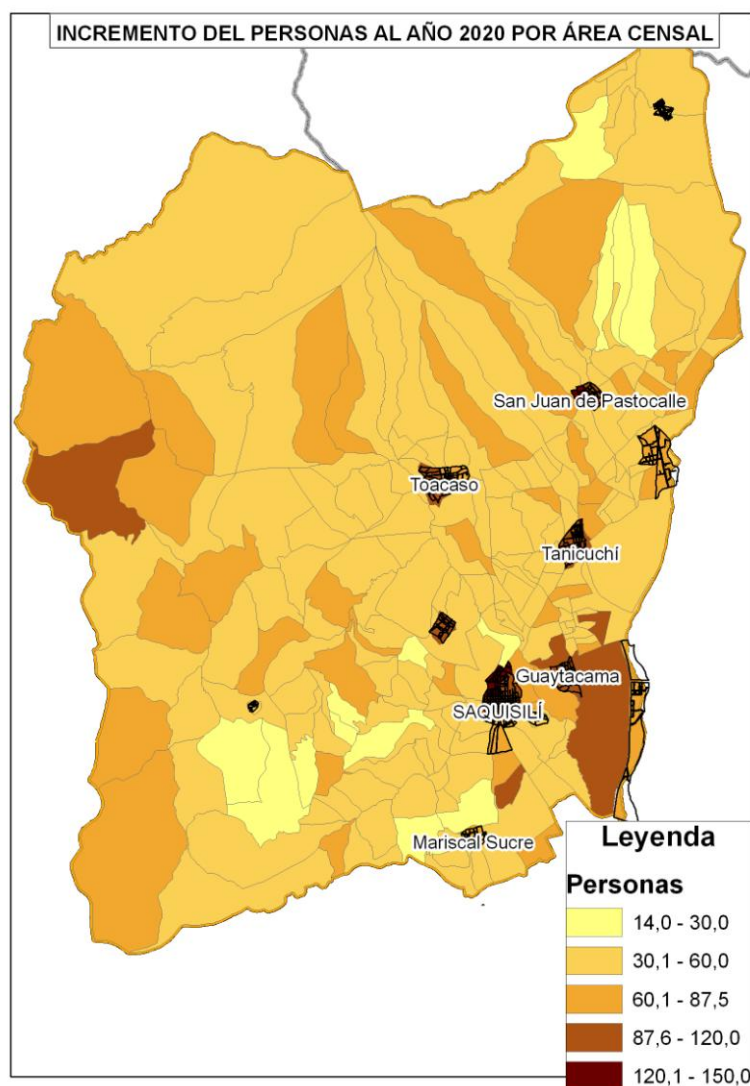 INCREMENTO DEL PERSONAS AL AÑO 2020 POR ÁREA CENSAL
San Juan de Pastocalle
Toacaso
Tanicuchí
Guaytacama
SAQUISILÍ
Mariscal Sucre
Leyenda
Personas
14,0 - 30,0
30,1 - 60,0
60,1 - 87,5
87,6 - 120,0
120,1 - 150,0